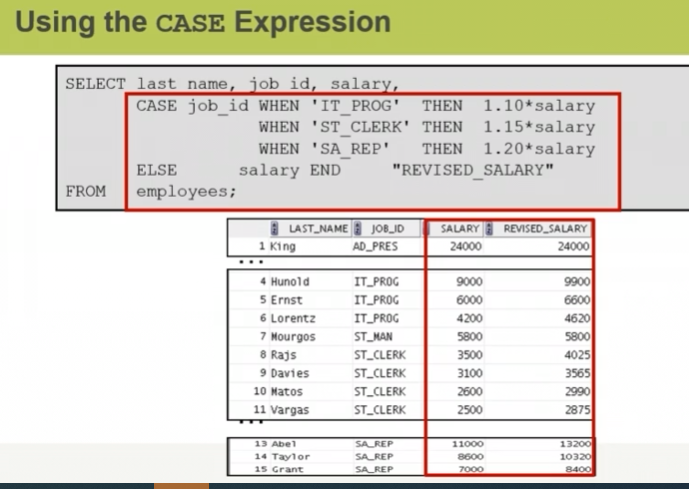 Using the CASE Expression
SELECT last name, job id, salary,
CASE job_id WHEN 'IT_PROG' THEN 1.10*salary
WHEN 'ST_CLERK' THEN 1.15*salary
WHEN 'SA_REP' THEN 1.20*salary
ELSE salary END "REVISED_SALARY"
FROM employees;
LAST_NAME JOB_ID SALARY REVISED_SALARY
1 King AD_PRES 24000 24000
...
4 Hunold IT_PROG 9000 9900
5 Ernst IT_PROG 6000 6600
6 Lorentz IT_PROG 4200 4620
7 Mourgos ST_MAN 5800 5800
8 Rajs ST_CLERK 3500 4025
9 Davies ST_CLERK 3100 3565
10 Matos ST_CLERK 2600 2990
11 Vargas ST_CLERK 2500 2875
...
13 Abel SA_REP 11000 13200
14 Taylor SA_REP 8600 10320
15 Grant SA_REP 7000 8400